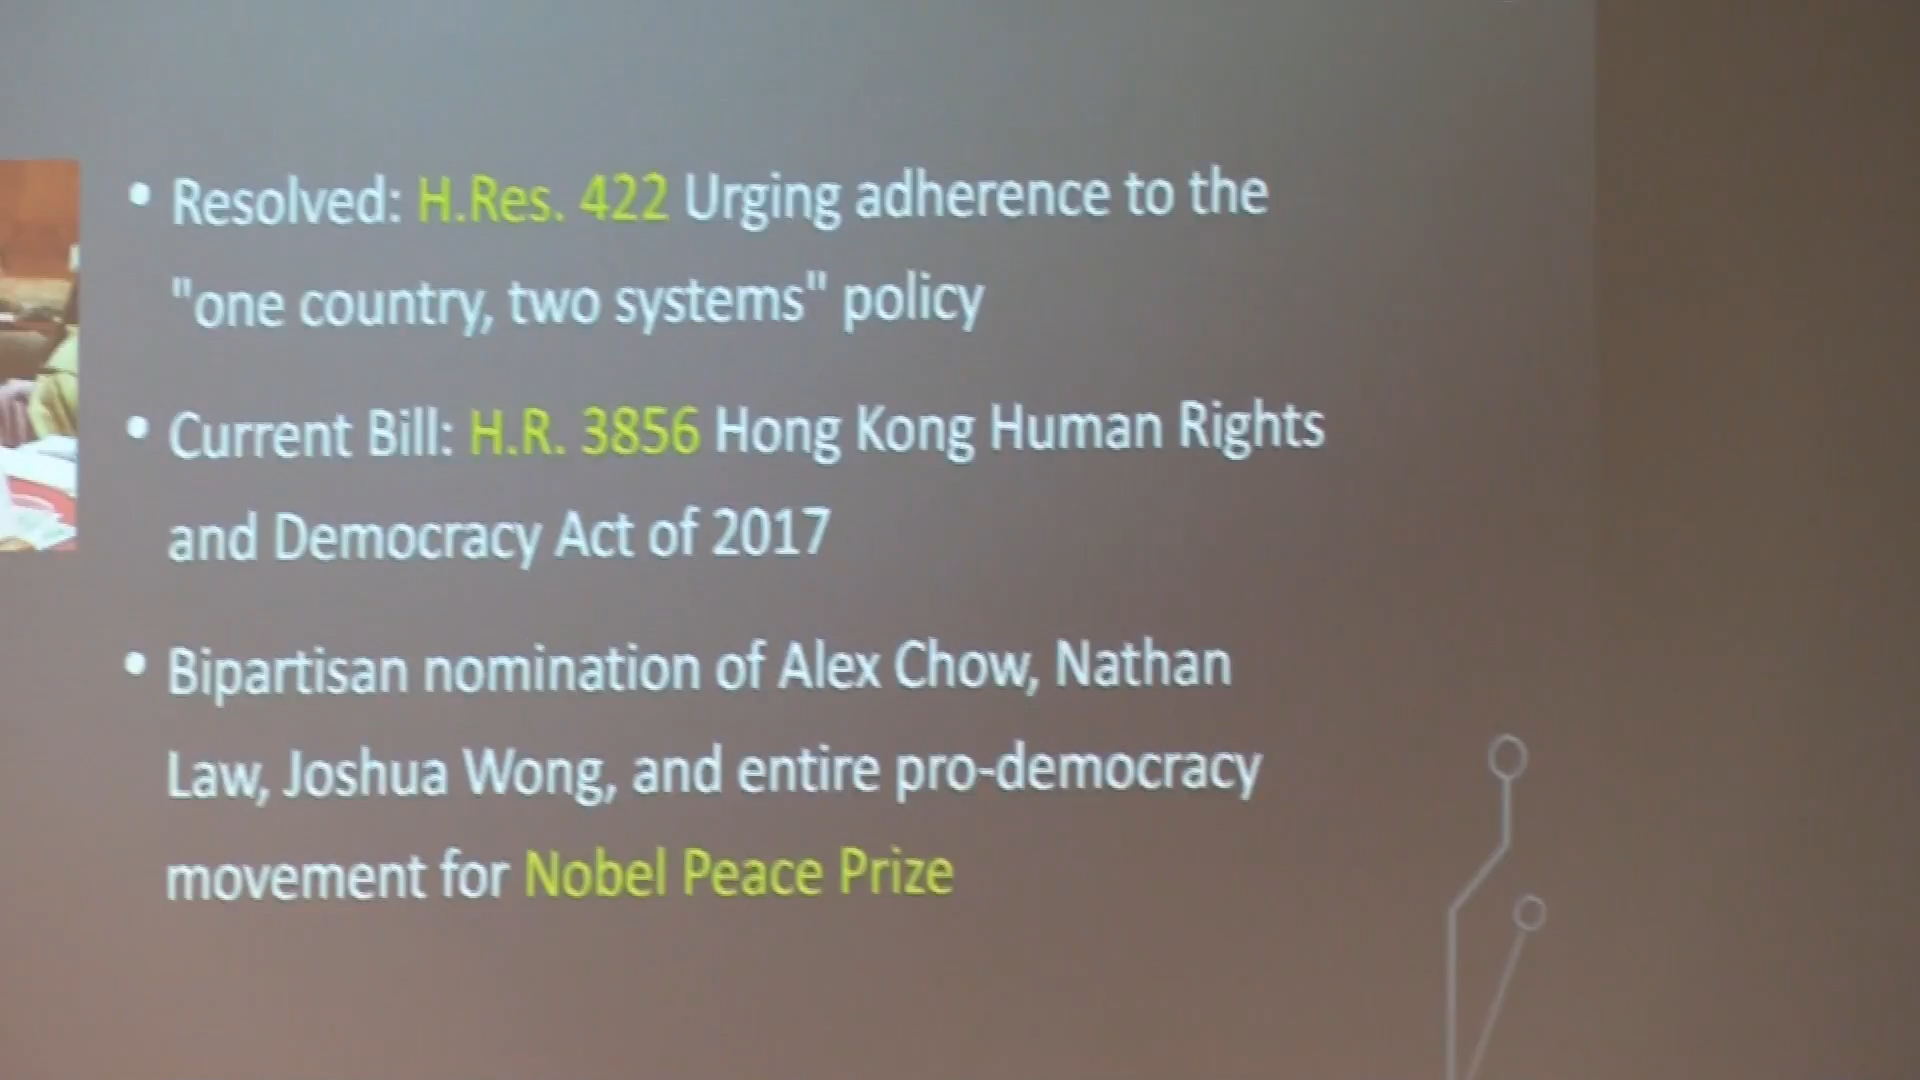 • Resolved: H.Res. 422 Urging adherence to the
"one country, two systems" policy
• Current Bill: H.R. 3856 Hong Kong Human Rights
and Democracy Act of 2017
• Bipartisan nomination of Alex Chow, Nathan
Law, Joshua Wong, and entire pro-democracy
movement for Nobel Peace Prize